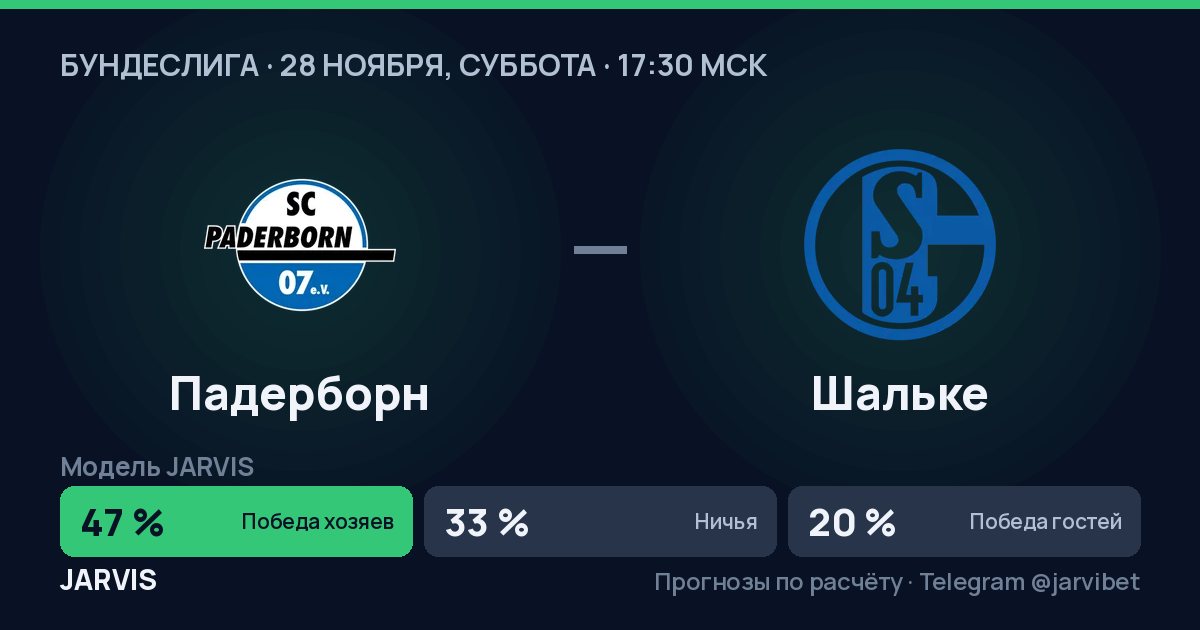 БУНДЕСЛИГА · 28 НОЯБРЯ, СУББОТА · 17:30 МСК
SC
PADERBORN
07 e.V.
S
04
Падерборн
Шальке
Модель JARVIS
47 % Победа хозяев
33 % Ничья
20 % Победа гостей
JARVIS
Прогнозы по расчёту · Telegram @jarvibet